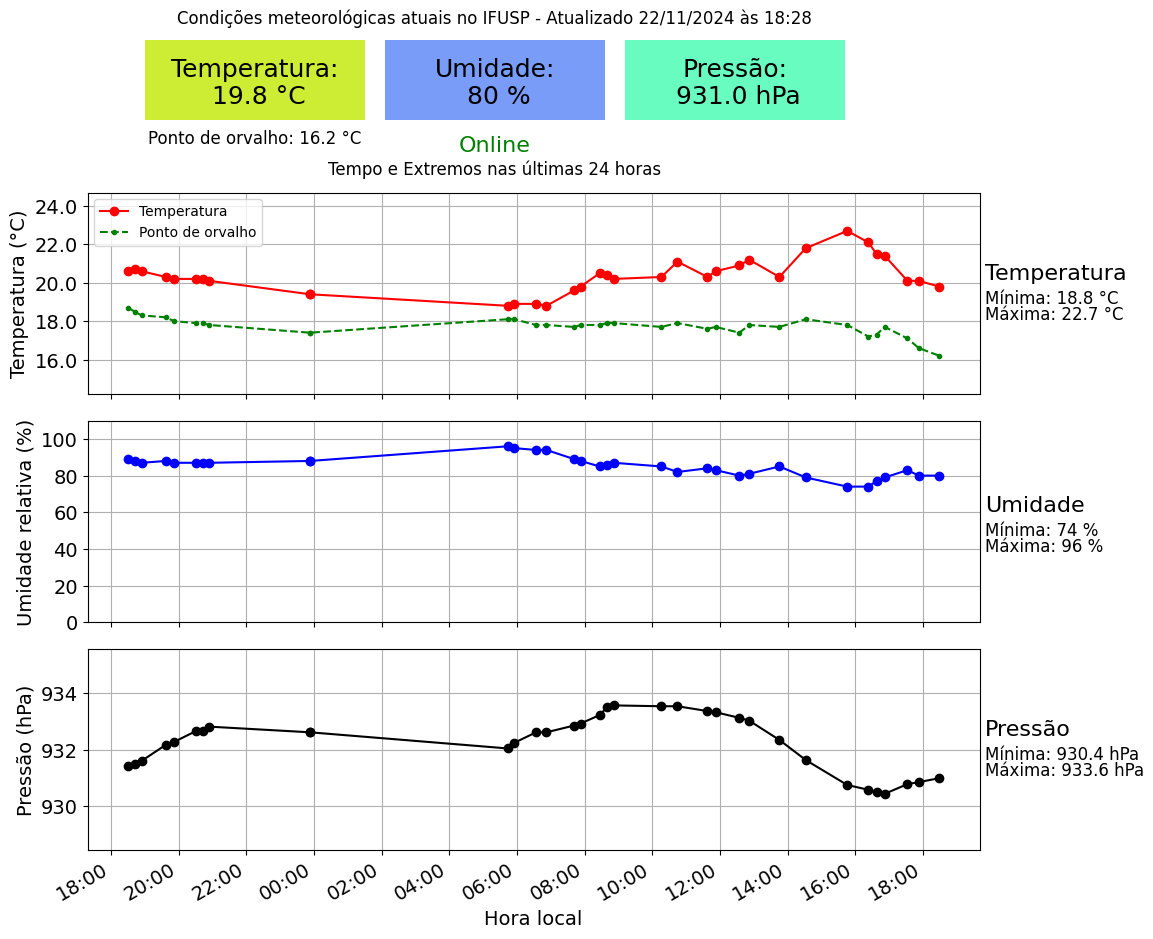 Condições meteorológicas atuais no IFUSP - Atualizado 22/11/2024 às 18:28
Temperatura:
19.8 °C
Umidade:
80 %
Pressão:
931.0 hPa
Ponto de orvalho: 16.2 °C
Online
Tempo e Extremos nas últimas 24 horas
Temperatura (°C)
24.0
22.0
20.0
18.0
16.0
Temperatura
Ponto de orvalho
Temperatura
Mínima: 18.8 °C
Máxima: 22.7 °C
Umidade relativa (%)
100
80
60
40
20
0
Umidade
Mínima: 74 %
Máxima: 96 %
Pressão (hPa)
934
932
930
Pressão
Mínima: 930.4 hPa
Máxima: 933.6 hPa
18:00
20:00
22:00
00:00
02:00
04:00
06:00
08:00
10:00
12:00
14:00
16:00
18:00
Hora local